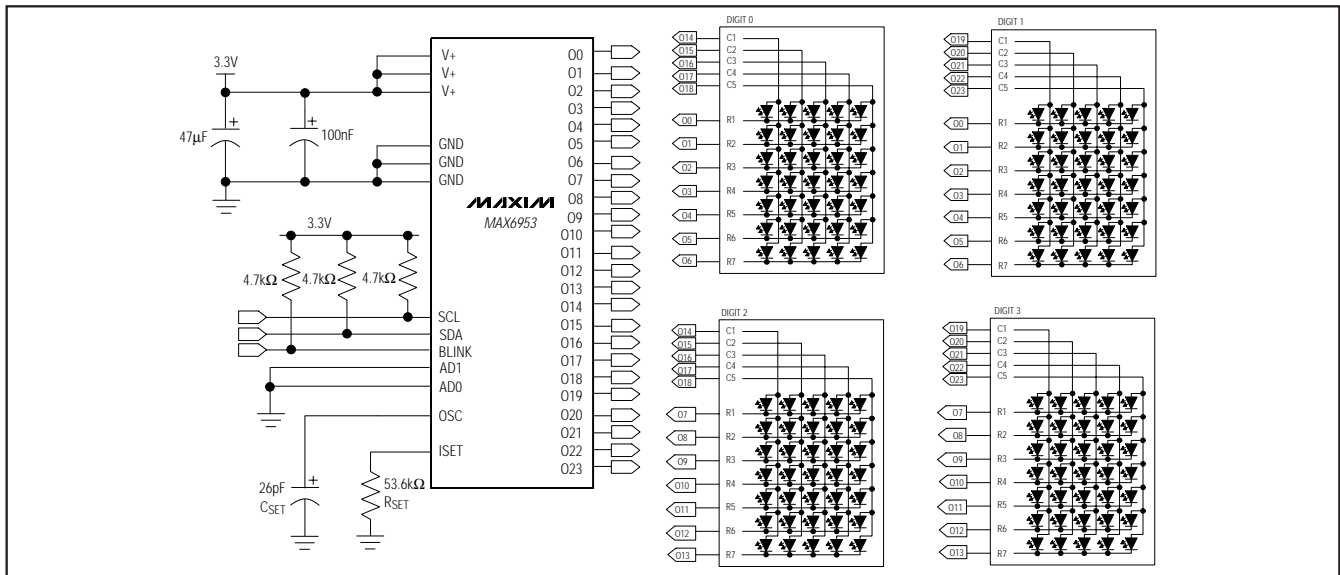 3.3V
47µF
100nF
V+
V+
V+
GND
GND
GND
MAXIM
MAX6953
3.3V
4.7kΩ
4.7kΩ
4.7kΩ
SCL
SDA
BLINK
AD1
AD0
OSC
ISET
26pF
CSET
53.6kΩ
RSET
O0
O1
O2
O3
O4
O5
O6
O7
O8
O9
O10
O11
O12
O13
O14
O15
O16
O17
O18
O19
O20
O21
O22
O23
DIGIT 0
O14 C1
O15 C2
O16 C3
O17 C4
O18 C5
O0 R1
O1 R2
O2 R3
O3 R4
O4 R5
O5 R6
O6 R7
DIGIT 1
O19 C1
O20 C2
O21 C3
O22 C4
O23 C5
O0 R1
O1 R2
O2 R3
O3 R4
O4 R5
O5 R6
O6 R7
DIGIT 2
O14 C1
O15 C2
O16 C3
O17 C4
O18 C5
O7 R1
O8 R2
O9 R3
O10 R4
O11 R5
O12 R6
O13 R7
DIGIT 3
O19 C1
O20 C2
O21 C3
O22 C4
O23 C5
O7 R1
O8 R2
O9 R3
O10 R4
O11 R5
O12 R6
O13 R7